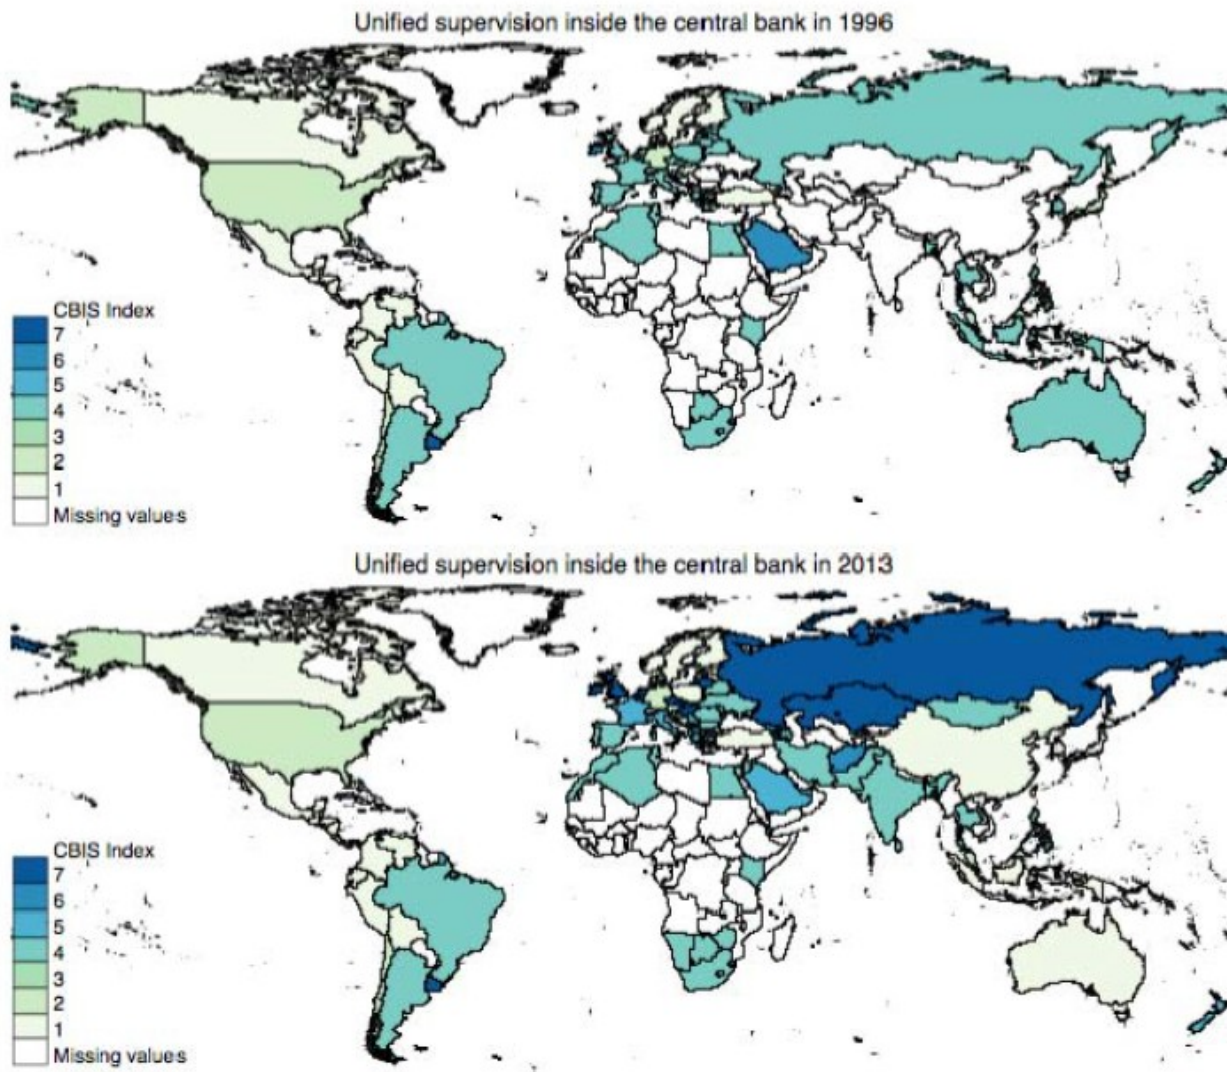 Unified supervision inside the central bank in 1996
CBIS Index
7
6
5
4
3
2
1
Missing values
Unified supervision inside the central bank in 2013
CBIS Index
7
6
5
4
3
2
1
Missing values